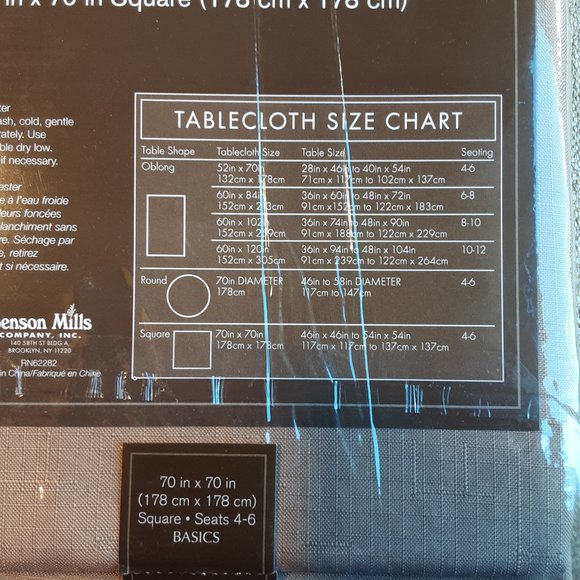 in x 70 in Square (178 cm x 178 cm)
ash, cold, gentle
rately. Use
ble dry low.
if necessary.
ester
e à l'eau froide
leurs foncées
blanchiment sans
re. Séchage par
e, retirez
t si nécessaire.
Benson Mills
COMPANY, INC.
140 58TH ST BLDG A,
BROOKLYN, NY 11220
RN62282
in China/Fabriqué en Chine
TABLECLOTH SIZE CHART
Table Shape Tablecloth Size Table Size Seating
Oblong 52in x 70in 28in x 46in to 40in x 54in 4-6
132cm x 178cm 71cm x 117cm to 102cm x 137cm
60in x 84in 36in x 60in to 48in x 72in 6-8
152cm x 213cm 91cm x 152cm to 122cm x 183cm
60in x 102in 36in x 74in to 48in x 90in 8-10
152cm x 259cm 91cm x 188cm to 122cm x 229cm
60in x 120in 36in x 94in to 48in x 104in 10-12
152cm x 305cm 91cm x 239cm to 122cm x 264cm
Round 70in DIAMETER 46in to 58in DIAMETER 4-6
178cm 117cm to 147cm
Square 70in x 70in 46in x 46in to 54in x 54in 4-6
178cm x 178cm 117cm x 117cm to 137cm x 137cm
70 in x 70 in
(178 cm x 178 cm)
Square • Seats 4-6
BASICS